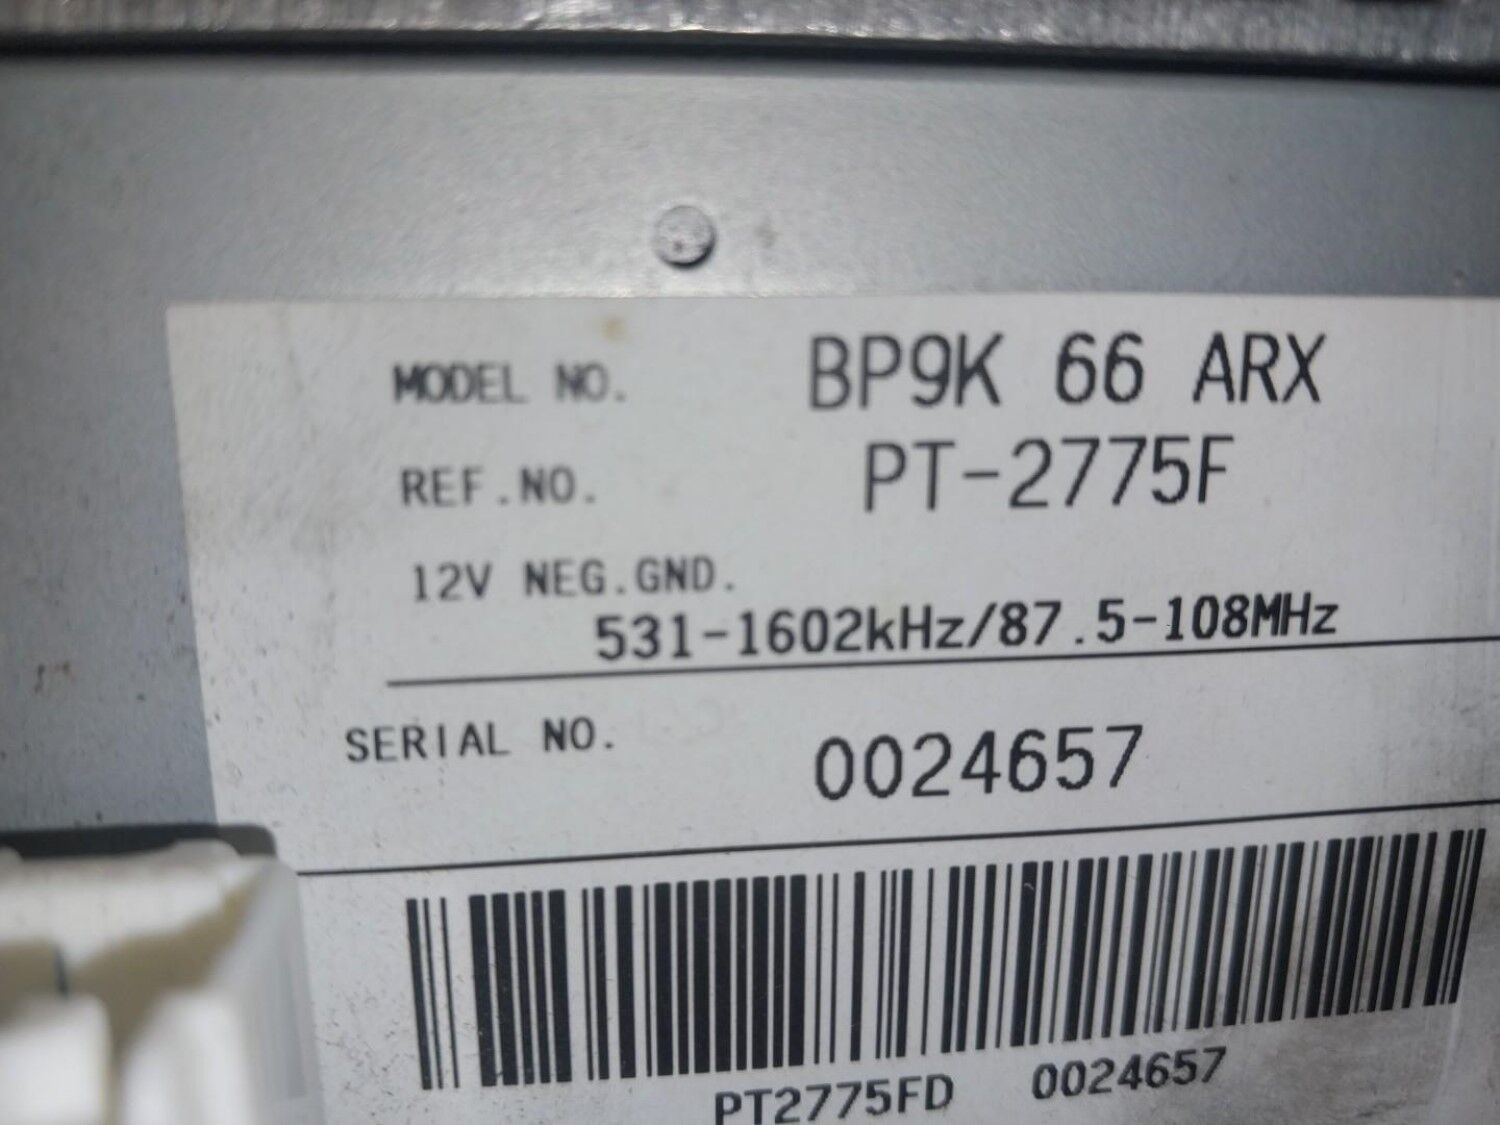 MODEL NO. BP9K 66 ARX
REF.NO. PT-2775F
12V NEG.GND.
531-1602kHz/87.5-108MHz
SERIAL NO. 0024657
PT2775FD 0024657